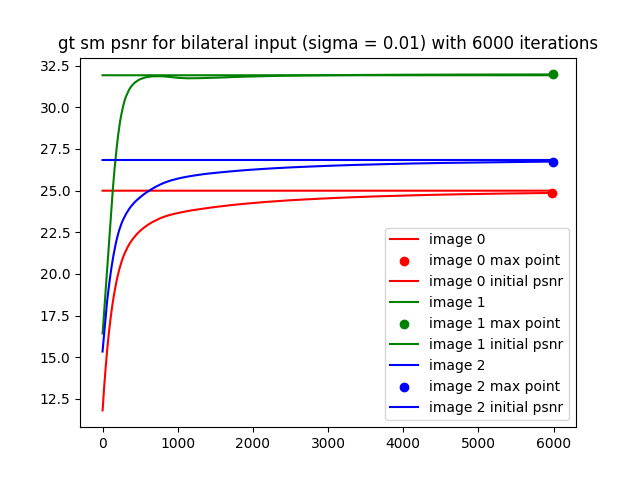 gt sm psnr for bilateral input (sigma = 0.01) with 6000 iterations
32.5
30.0
27.5
25.0
22.5
20.0
17.5
15.0
12.5
image 0
image 0 max point
image 0 initial psnr
image 1
image 1 max point
image 1 initial psnr
image 2
image 2 max point
image 2 initial psnr
0 1000 2000 3000 4000 5000 6000